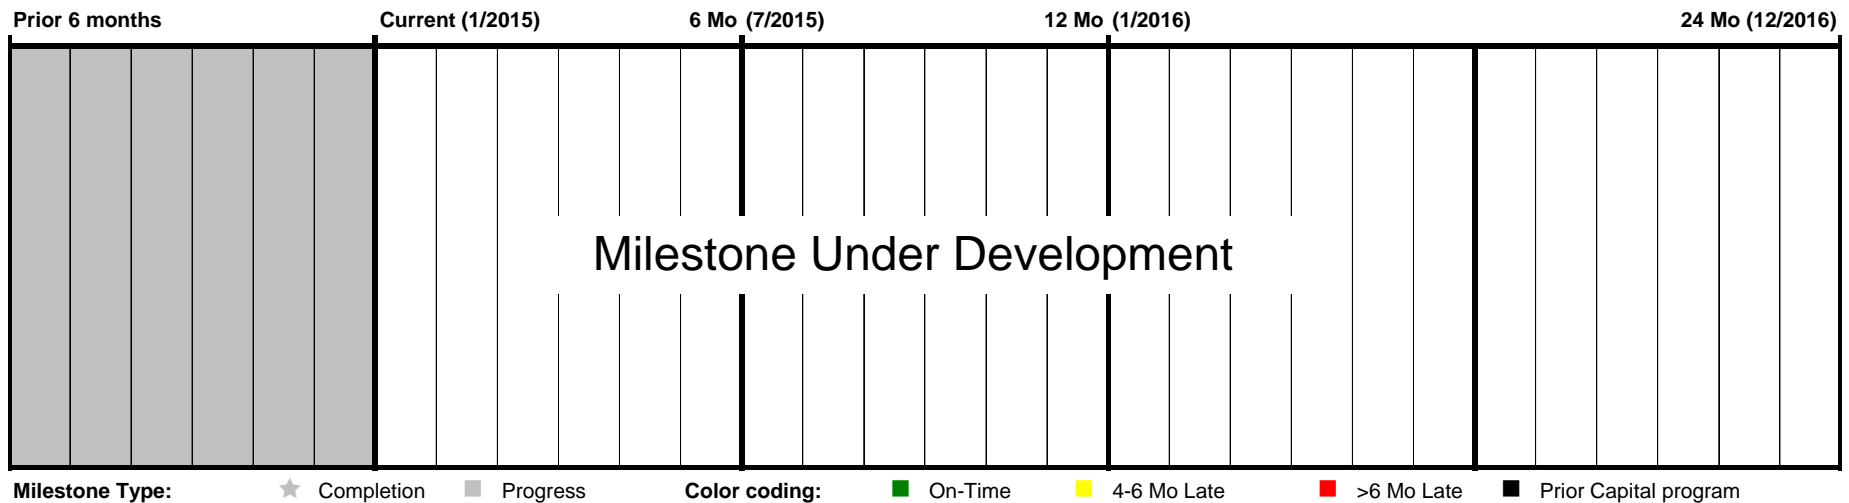 Prior 6 months Current (1/2015) 6 Mo (7/2015) 12 Mo (1/2016) 24 Mo (12/2016)
Milestone Under Development
Milestone Type: Completion Progress Color coding: On-Time 4-6 Mo Late >6 Mo Late Prior Capital program